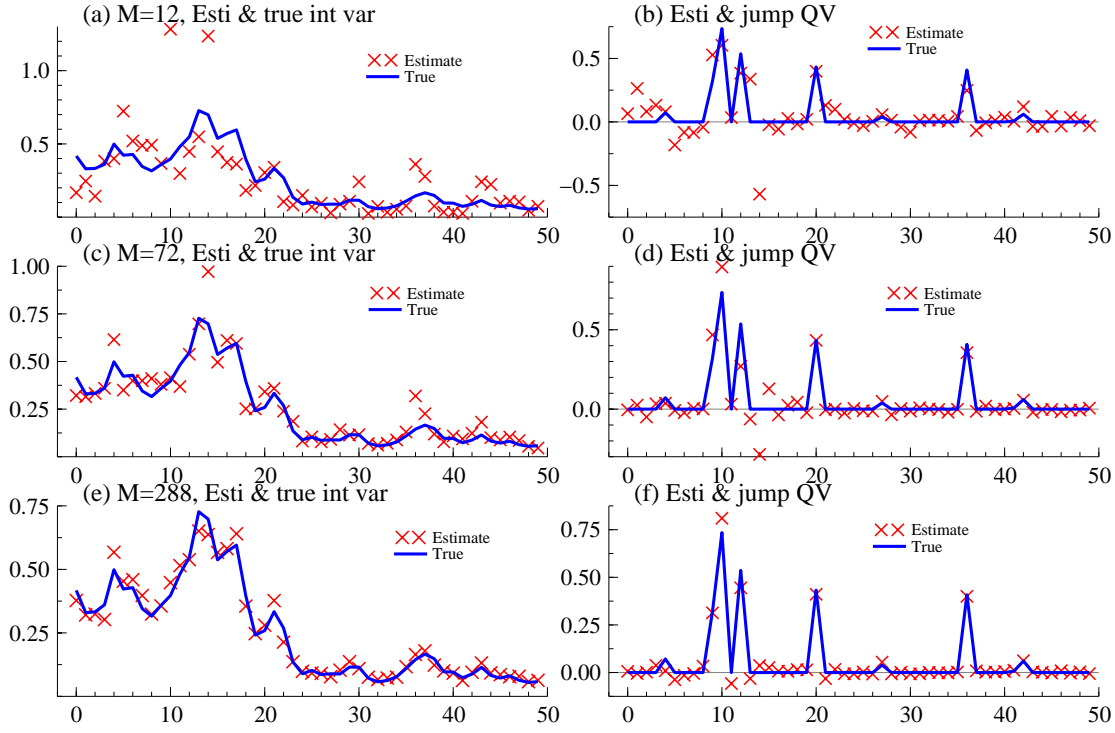 (a) M=12, Esti & true int var
1.0
0.5
Estimate
True
0 10 20 30 40 50
(b) Esti & jump QV
0.5
0.0
−0.5
Estimate
True
0 10 20 30 40 50
(c) M=72, Esti & true int var
1.00
0.75
0.50
0.25
Estimate
True
0 10 20 30 40 50
(d) Esti & jump QV
0.5
0.0
Estimate
True
0 10 20 30 40 50
(e) M=288, Esti & true int var
0.75
0.50
0.25
Estimate
True
0 10 20 30 40 50
(f) Esti & jump QV
0.75
0.50
0.25
0.00
Estimate
True
0 10 20 30 40 50